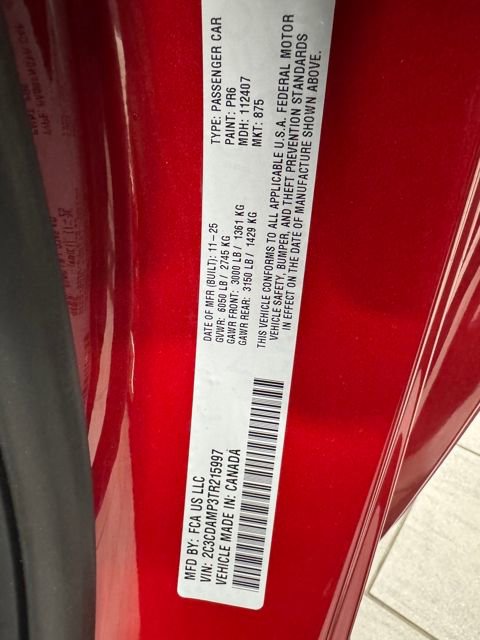 MFD BY: FCA US LLC
VIN: 2C3CDAMP3TR215997
VEHICLE MADE IN: CANADA
DATE OF MFR (BUILT): 11-25
GVWR: 6050 LB / 2745 KG
GAWR FRONT: 3000 LB / 1361 KG
GAWR REAR: 3150 LB / 1429 KG
TYPE: PASSENGER CAR
PAINT: PR6
MDH: 112407
MKT: 875
THIS VEHICLE CONFORMS TO ALL APPLICABLE U.S.A. FEDERAL MOTOR
VEHICLE SAFETY, BUMPER, AND THEFT PREVENTION STANDARDS
IN EFFECT ON THE DATE OF MANUFACTURE SHOWN ABOVE.